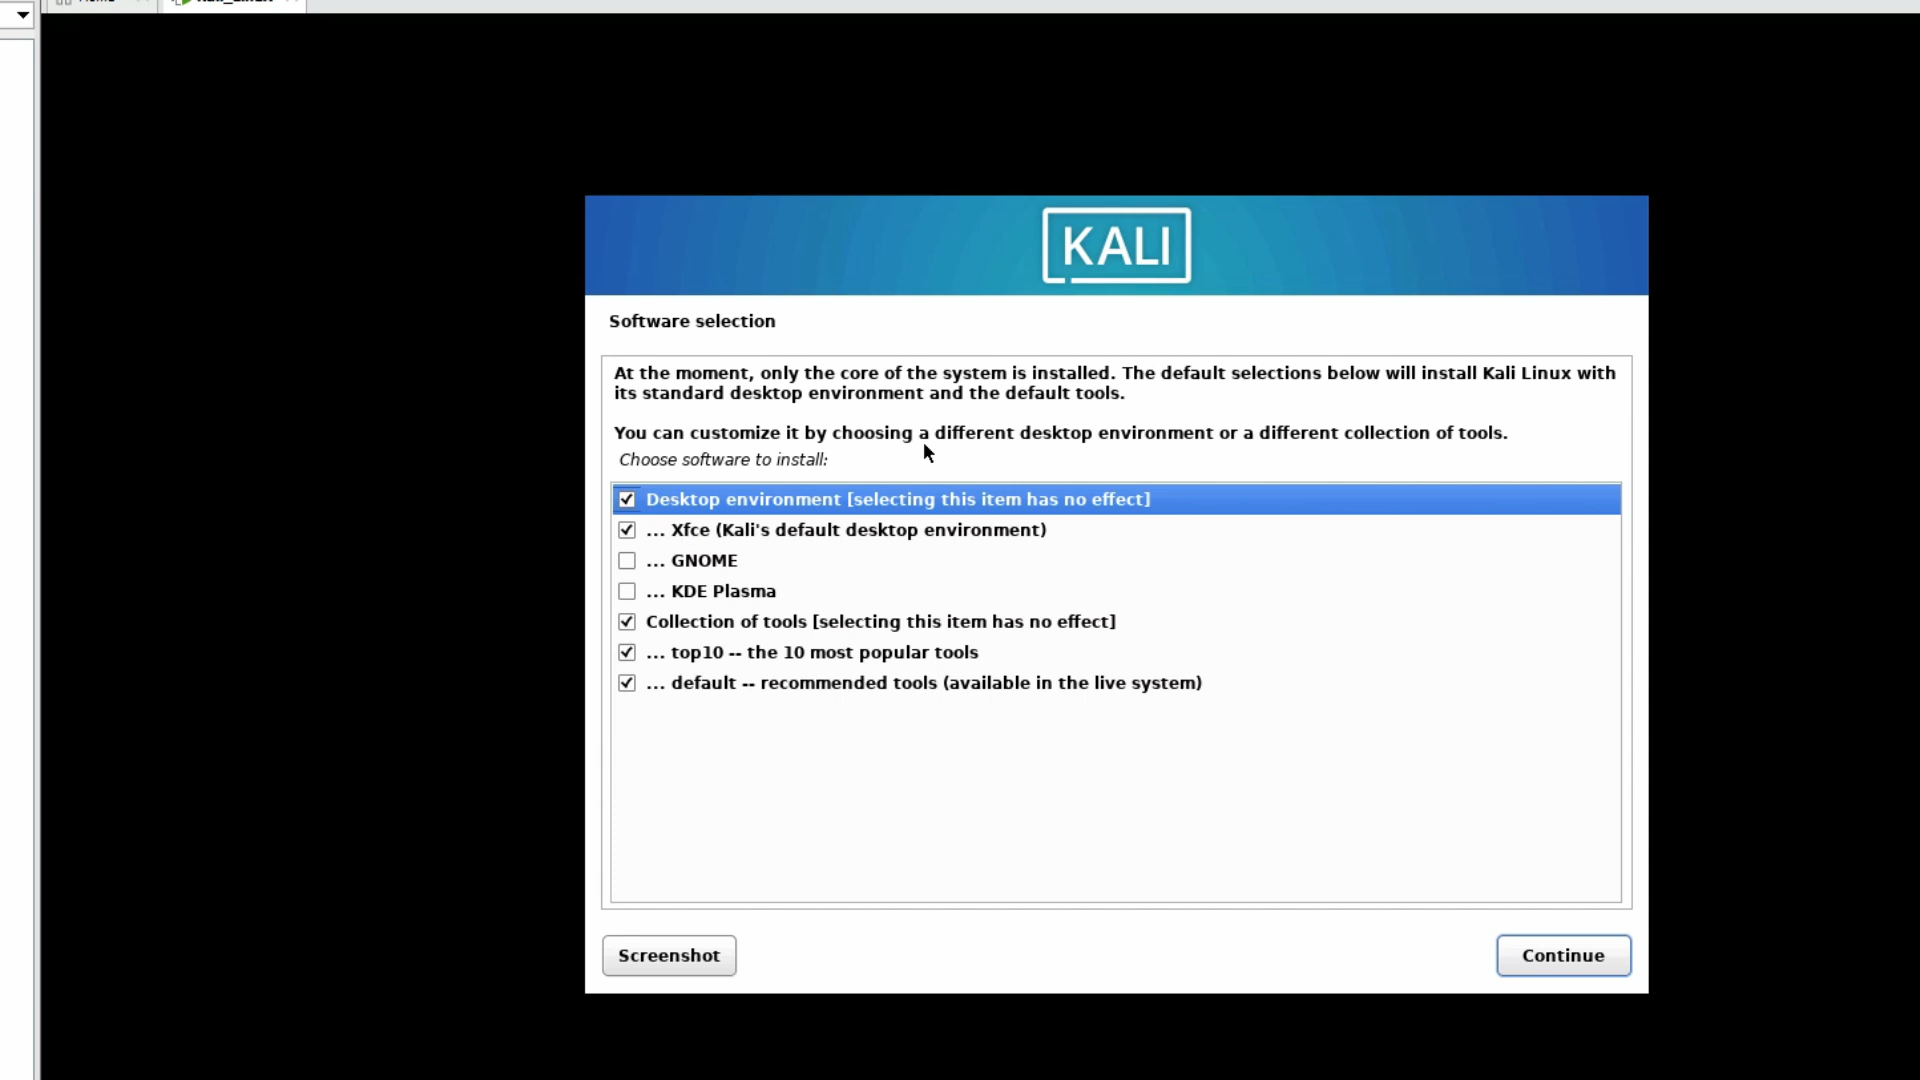 KALI
Software selection
At the moment, only the core of the system is installed. The default selections below will install Kali Linux with
its standard desktop environment and the default tools.
You can customize it by choosing a different desktop environment or a different collection of tools.
Choose software to install:
Desktop environment [selecting this item has no effect]
... Xfce (Kali's default desktop environment)
... GNOME
... KDE Plasma
Collection of tools [selecting this item has no effect]
... top10 -- the 10 most popular tools
... default -- recommended tools (available in the live system)
Screenshot
Continue